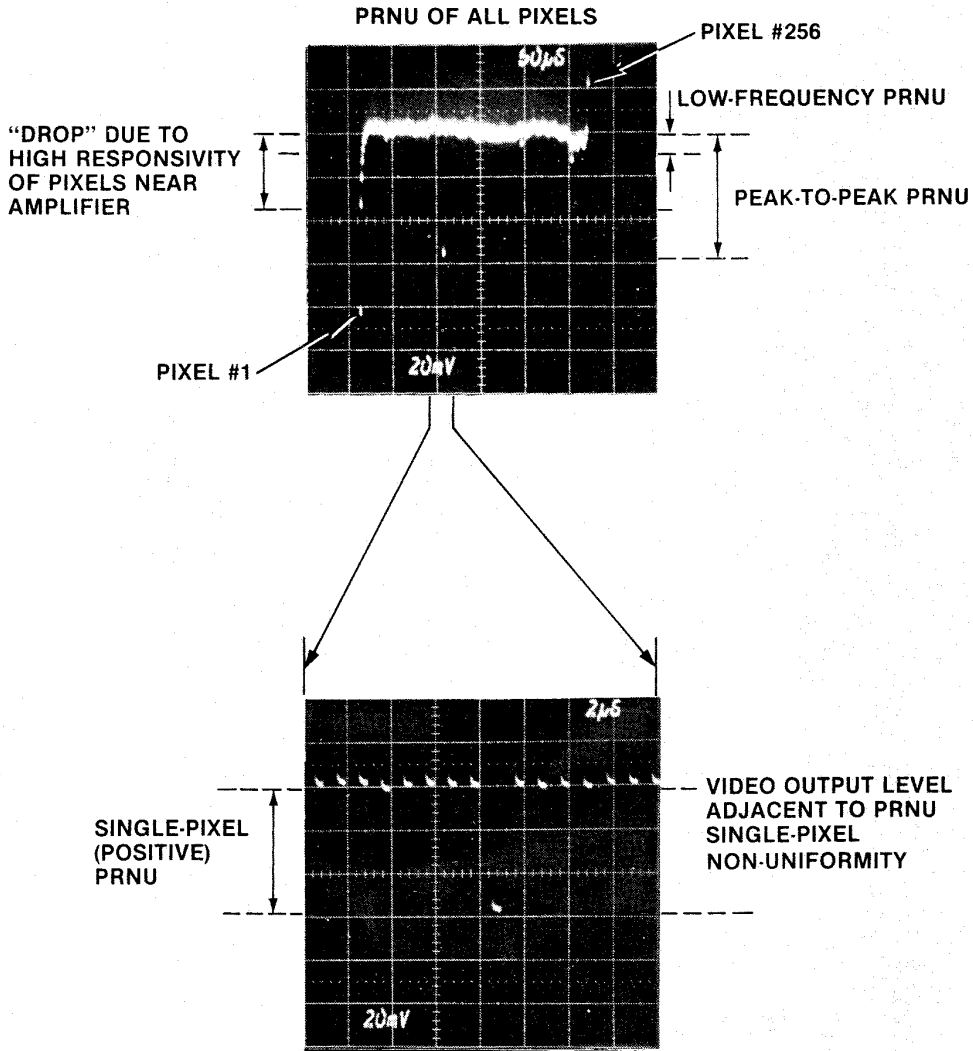 PRNU OF ALL PIXELS
PIXEL #256
50µS
LOW-FREQUENCY PRNU
“DROP” DUE TO
HIGH RESPONSIVITY
OF PIXELS NEAR
AMPLIFIER
PEAK-TO-PEAK PRNU
PIXEL #1
20mV
2µS
SINGLE-PIXEL
(POSITIVE)
PRNU
VIDEO OUTPUT LEVEL
ADJACENT TO PRNU
SINGLE-PIXEL
NON-UNIFORMITY
20mV